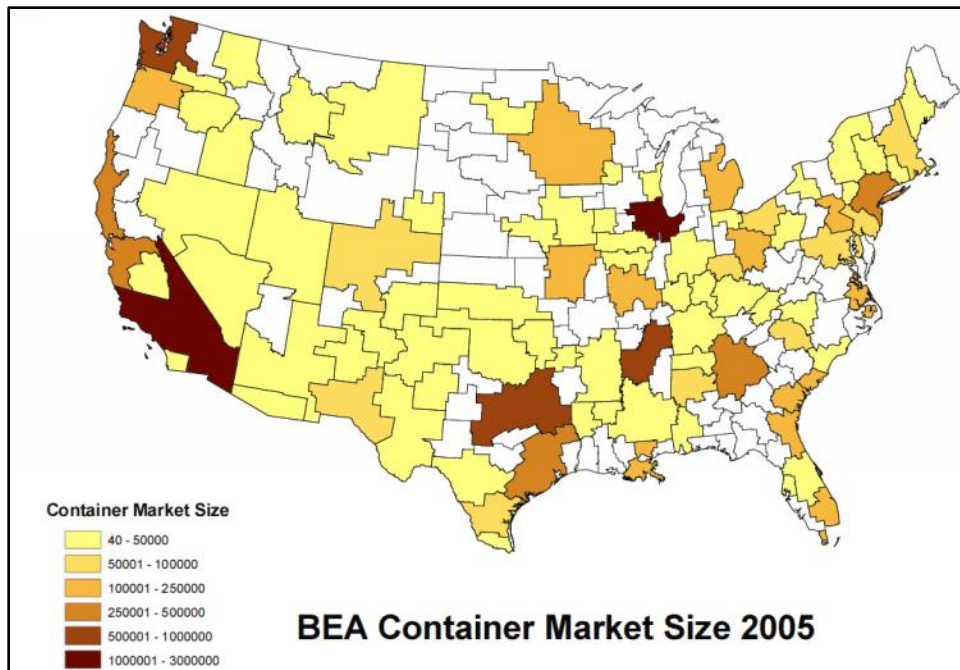 Container Market Size
40 - 50000
50001 - 100000
100001 - 250000
250001 - 500000
500001 - 1000000
1000001 - 3000000
BEA Container Market Size 2005